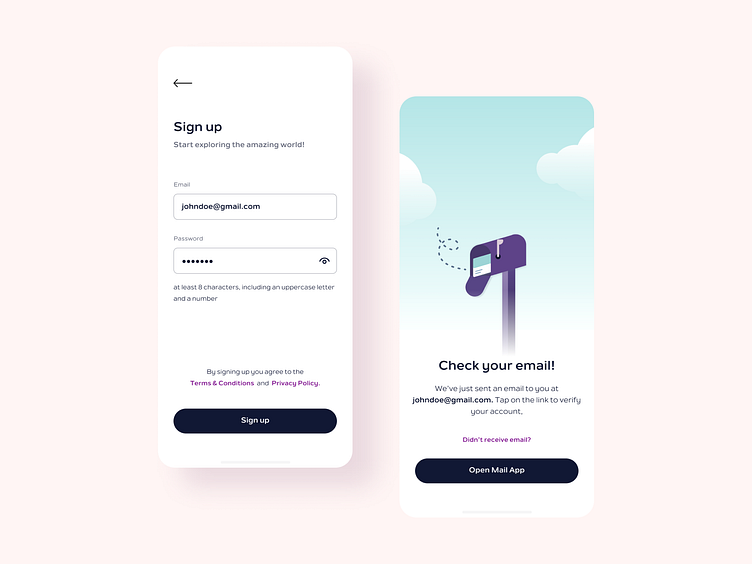 Sign up
Start exploring the amazing world!
Email
johndoe@gmail.com
Password
at least 8 characters, including an uppercase letter
and a number
By signing up you agree to the
Terms & Conditions and Privacy Policy.
Sign up
Check your email!
We've just sent an email to you at
johndoe@gmail.com. Tap on the link to verify
your account,
Didn't receive email?
Open Mail App